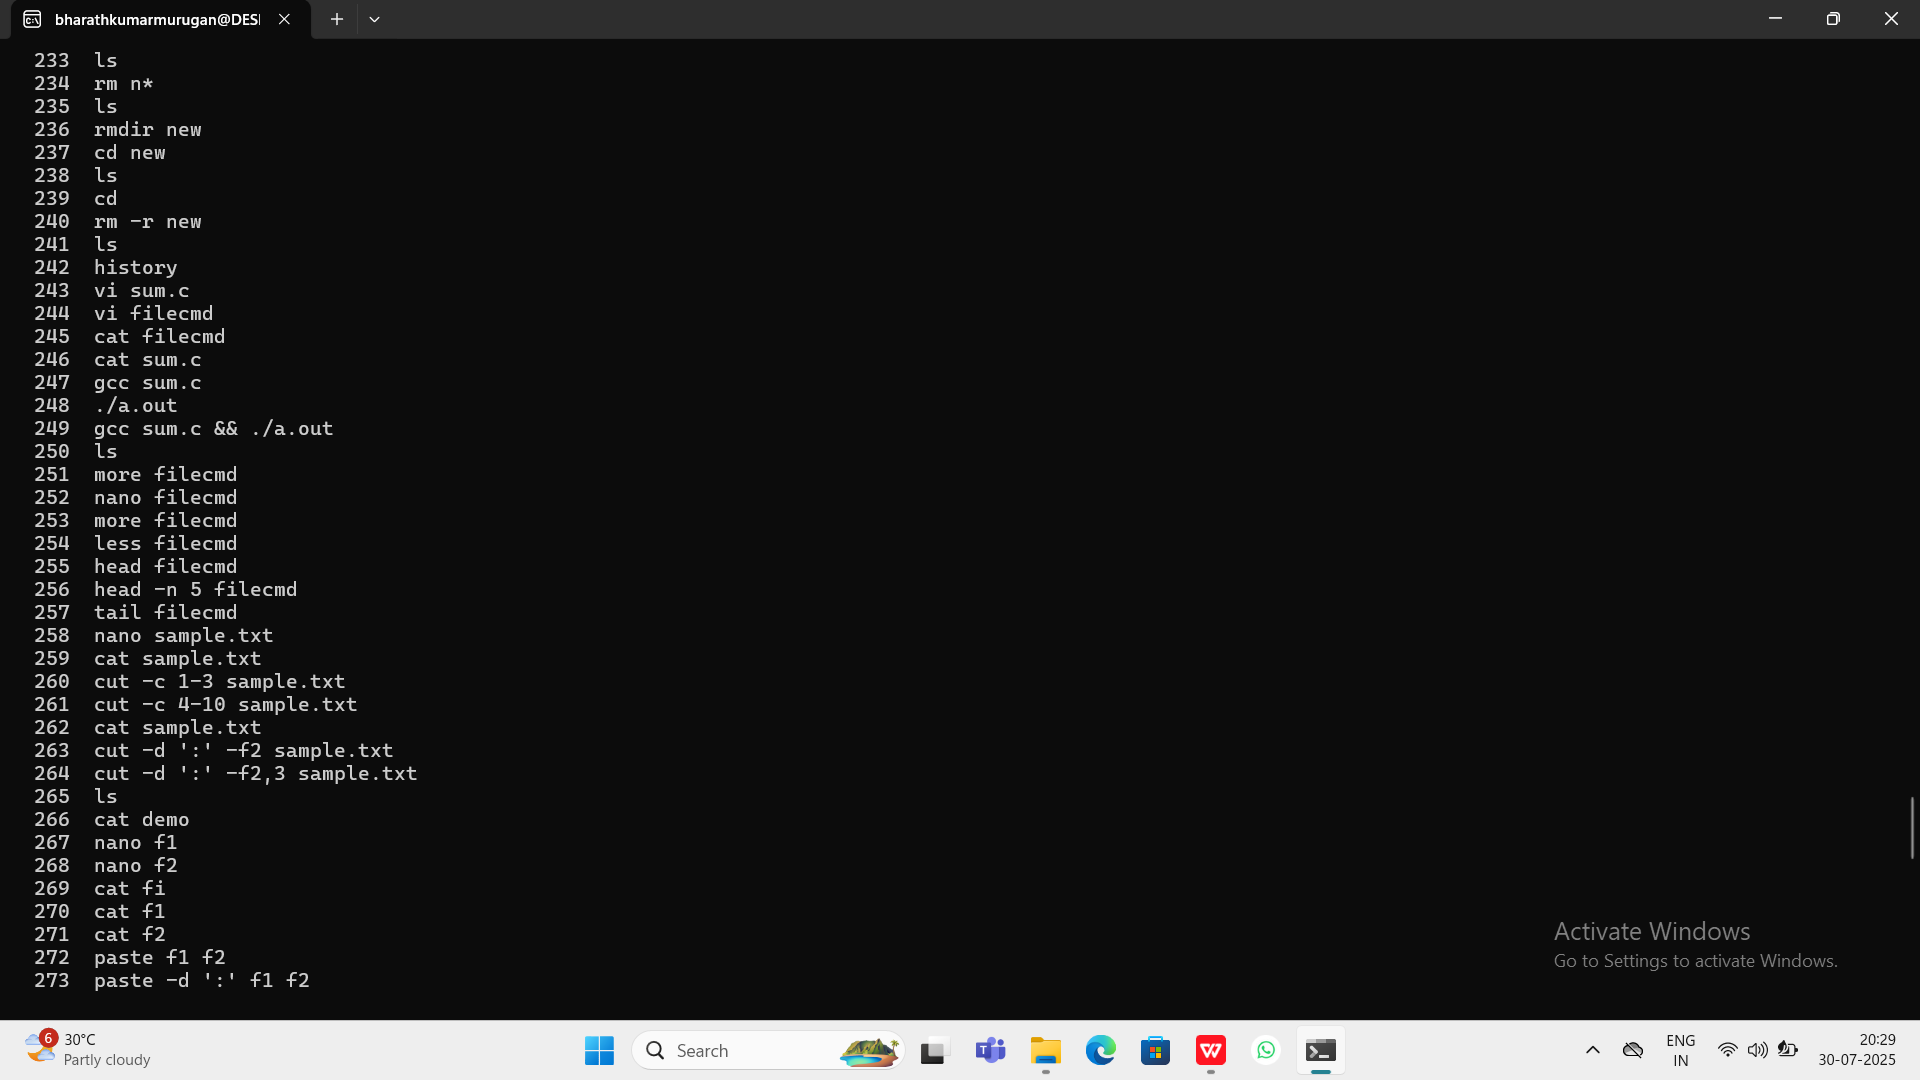 bharathkumarmurugan@DESI
233 ls
234 rm n*
235 ls
236 rmdir new
237 cd new
238 ls
239 cd
240 rm -r new
241 ls
242 history
243 vi sum.c
244 vi filecmd
245 cat filecmd
246 cat sum.c
247 gcc sum.c
248 ./a.out
249 gcc sum.c && ./a.out
250 ls
251 more filecmd
252 nano filecmd
253 more filecmd
254 less filecmd
255 head filecmd
256 head -n 5 filecmd
257 tail filecmd
258 nano sample.txt
259 cat sample.txt
260 cut -c 1-3 sample.txt
261 cut -c 4-10 sample.txt
262 cat sample.txt
263 cut -d ':' -f2 sample.txt
264 cut -d ':' -f2,3 sample.txt
265 ls
266 cat demo
267 nano f1
268 nano f2
269 cat fi
270 cat f1
271 cat f2
272 paste f1 f2
273 paste -d ':' f1 f2
Activate Windows
Go to Settings to activate Windows.
6
30°C
Partly cloudy
Search
ENG
IN
20:29
30-07-2025